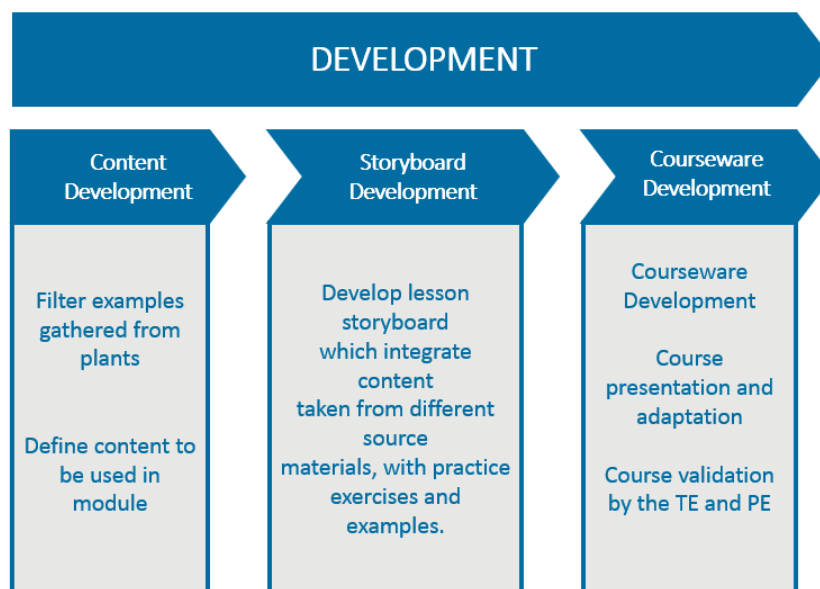 DEVELOPMENT
Content
Development
Filter examples
gathered from
plants
Define content to
be used in
module
Storyboard
Development
Develop lesson
storyboard
which integrate
content
taken from different
source
materials, with practice
exercises and
examples.
Courseware
Development
Courseware
Development
Course
presentation and
adaptation
Course validation
by the TE and PE